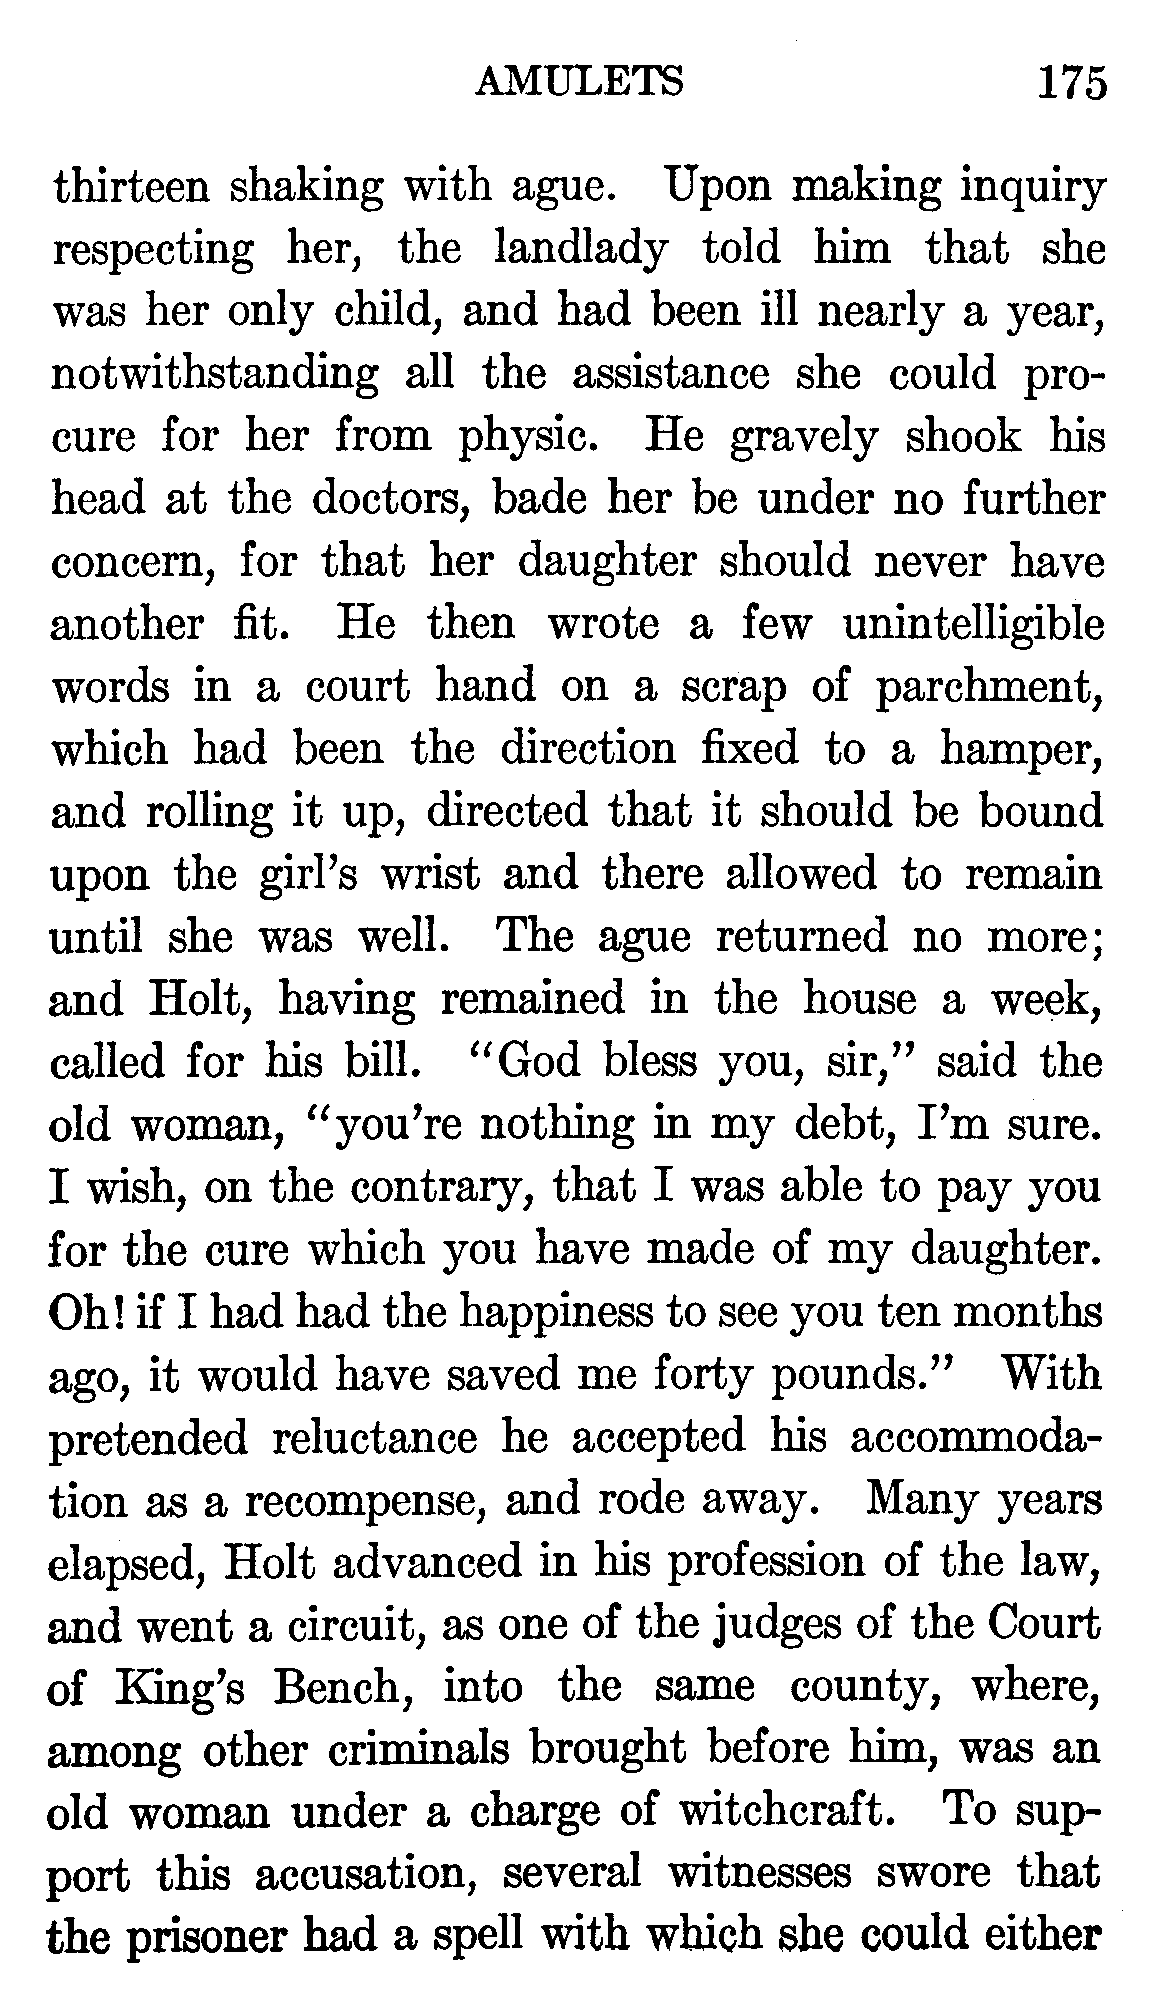 AMULETS 175
thirteen shaking with ague. Upon making inquiry
respecting her, the landlady told him that she
was her only child, and had been ill nearly a year,
notwithstanding all the assistance she could pro-
cure for her from physic. He gravely shook his
head at the doctors, bade her be under no further
concern, for that her daughter should never have
another fit. He then wrote a few unintelligible
words in a court hand on a scrap of parchment,
which had been the direction fixed to a hamper,
and rolling it up, directed that it should be bound
upon the girl's wrist and there allowed to remain
until she was well. The ague returned no more;
and Holt, having remained in the house a week,
called for his bill. "God bless you, sir," said the
old woman, "you're nothing in my debt, I'm sure.
I wish, on the contrary, that I was able to pay you
for the cure which you have made of my daughter.
Oh! if I had had the happiness to see you ten months
ago, it would have saved me forty pounds." With
pretended reluctance he accepted his accommoda-
tion as a recompense, and rode away. Many years
elapsed, Holt advanced in his profession of the law,
and went a circuit, as one of the judges of the Court
of King's Bench, into the same county, where,
among other criminals brought before him, was an
old woman under a charge of witchcraft. To sup-
port this accusation, several witnesses swore that
the prisoner had a spell with which she could either